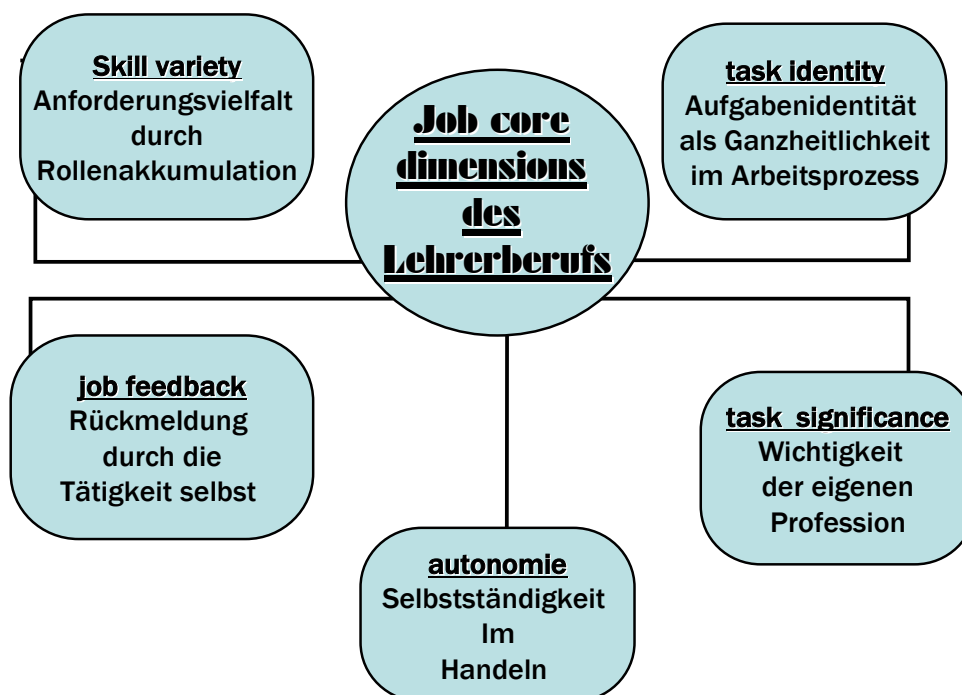 Skill variety
Anforderungsvielfalt
durch
Rollenakkumulation
Job core
dimensions
des
Lehrerberufs
task identity
Aufgabenidentität
als Ganzheitlichkeit
im Arbeitsprozess
job feedback
Rückmeldung
durch die
Tätigkeit selbst
autonomie
Selbstständigkeit
Im
Handeln
task significance
Wichtigkeit
der eigenen
Profession